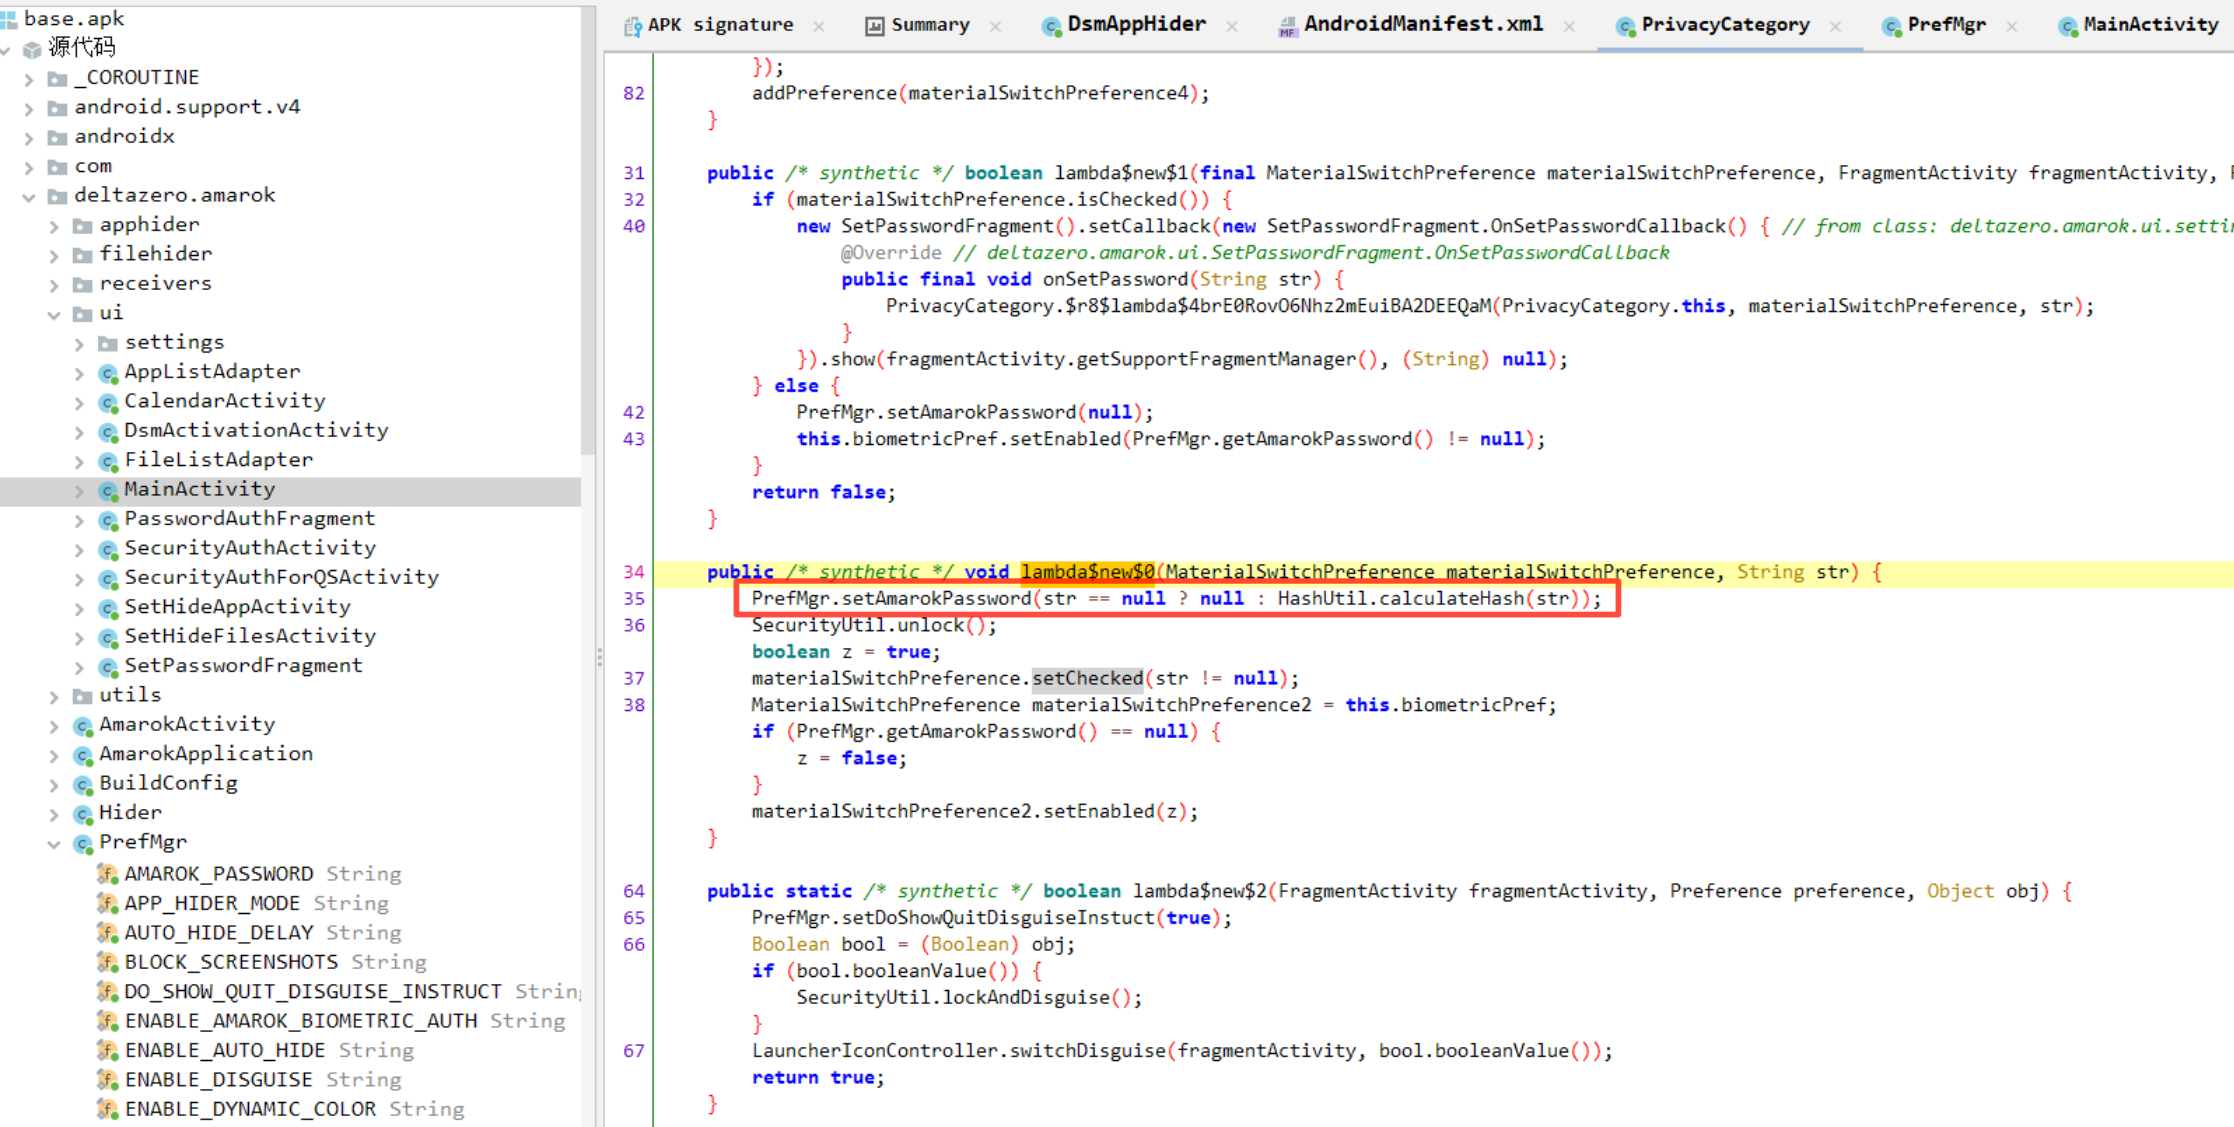 base.apk
源代码
_COROUTINE
android.support.v4
androidx
com
deltazero.amarok
apphider
filehider
receivers
ui
settings
AppListAdapter
CalendarActivity
DsmActivationActivity
FileListAdapter
MainActivity
PasswordAuthFragment
SecurityAuthActivity
SecurityAuthForQSActivity
SetHideAppActivity
SetHideFilesActivity
SetPasswordFragment
utils
AmarokActivity
AmarokApplication
BuildConfig
Hider
PrefMgr
AMAROK_PASSWORD String
APP_HIDER_MODE String
AUTO_HIDE_DELAY String
BLOCK_SCREENSHOTS String
DO_SHOW_QUIT_DISGUISE_INSTRUCT String
ENABLE_AMAROK_BIOMETRIC_AUTH String
ENABLE_AUTO_HIDE String
ENABLE_DISGUISE String
ENABLE_DYNAMIC_COLOR String
APK signature × Summary × DsmAppHider × MF AndroidManifest.xml × PrivacyCategory × PrefMgr × MainActivity
});
82 addPreference(materialSwitchPreference4);
}
31 public /* synthetic */ boolean lambda$new$1(final MaterialSwitchPreference materialSwitchPreference, FragmentActivity fragmentActivity,
32 if (materialSwitchPreference.isChecked()) {
40 new SetPasswordFragment().setCallback(new SetPasswordFragment.OnSetPasswordCallback() { // from class: deltazero.amarok.ui.settin
@Override // deltazero.amarok.ui.SetPasswordFragment.OnSetPasswordCallback
public final void onSetPassword(String str) {
PrivacyCategory.$r8$lambda$4brE0RovO6Nhz2mEuiBA2DEEQaM(PrivacyCategory.this, materialSwitchPreference, str);
}
}).show(fragmentActivity.getSupportFragmentManager(), (String) null);
} else {
42 PrefMgr.setAmarokPassword(null);
43 this.biometricPref.setEnabled(PrefMgr.getAmarokPassword() != null);
}
return false;
}
34 public /* synthetic */ void lambda$new$0(MaterialSwitchPreference materialSwitchPreference, String str) {
35 PrefMgr.setAmarokPassword(str == null ? null : HashUtil.calculateHash(str));
36 SecurityUtil.unlock();
boolean z = true;
37 materialSwitchPreference.setChecked(str != null);
38 MaterialSwitchPreference materialSwitchPreference2 = this.biometricPref;
if (PrefMgr.getAmarokPassword() == null) {
z = false;
}
materialSwitchPreference2.setEnabled(z);
}
64 public static /* synthetic */ boolean lambda$new$2(FragmentActivity fragmentActivity, Preference preference, Object obj) {
65 PrefMgr.setDoShowQuitDisguiseInstuct(true);
66 Boolean bool = (Boolean) obj;
if (bool.booleanValue()) {
SecurityUtil.lockAndDisguise();
}
67 LauncherIconController.switchDisguise(fragmentActivity, bool.booleanValue());
return true;
}